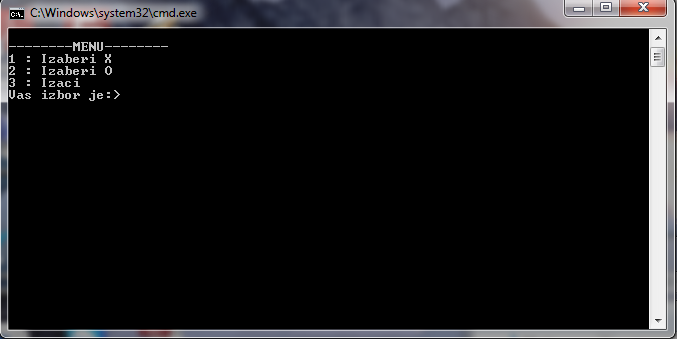 C:\Windows\system32\cmd.exe
--------MENU--------
1 : Izaberi X
2 : Izaberi O
3 : Izaci
Vas izbor je:>